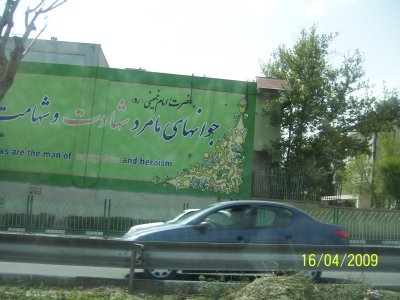 حضرت امام خمینی (ره)
جوانهای ما مرد شهادت و شهامت
ks are the man of martyrdom and heroism
16/04/2009